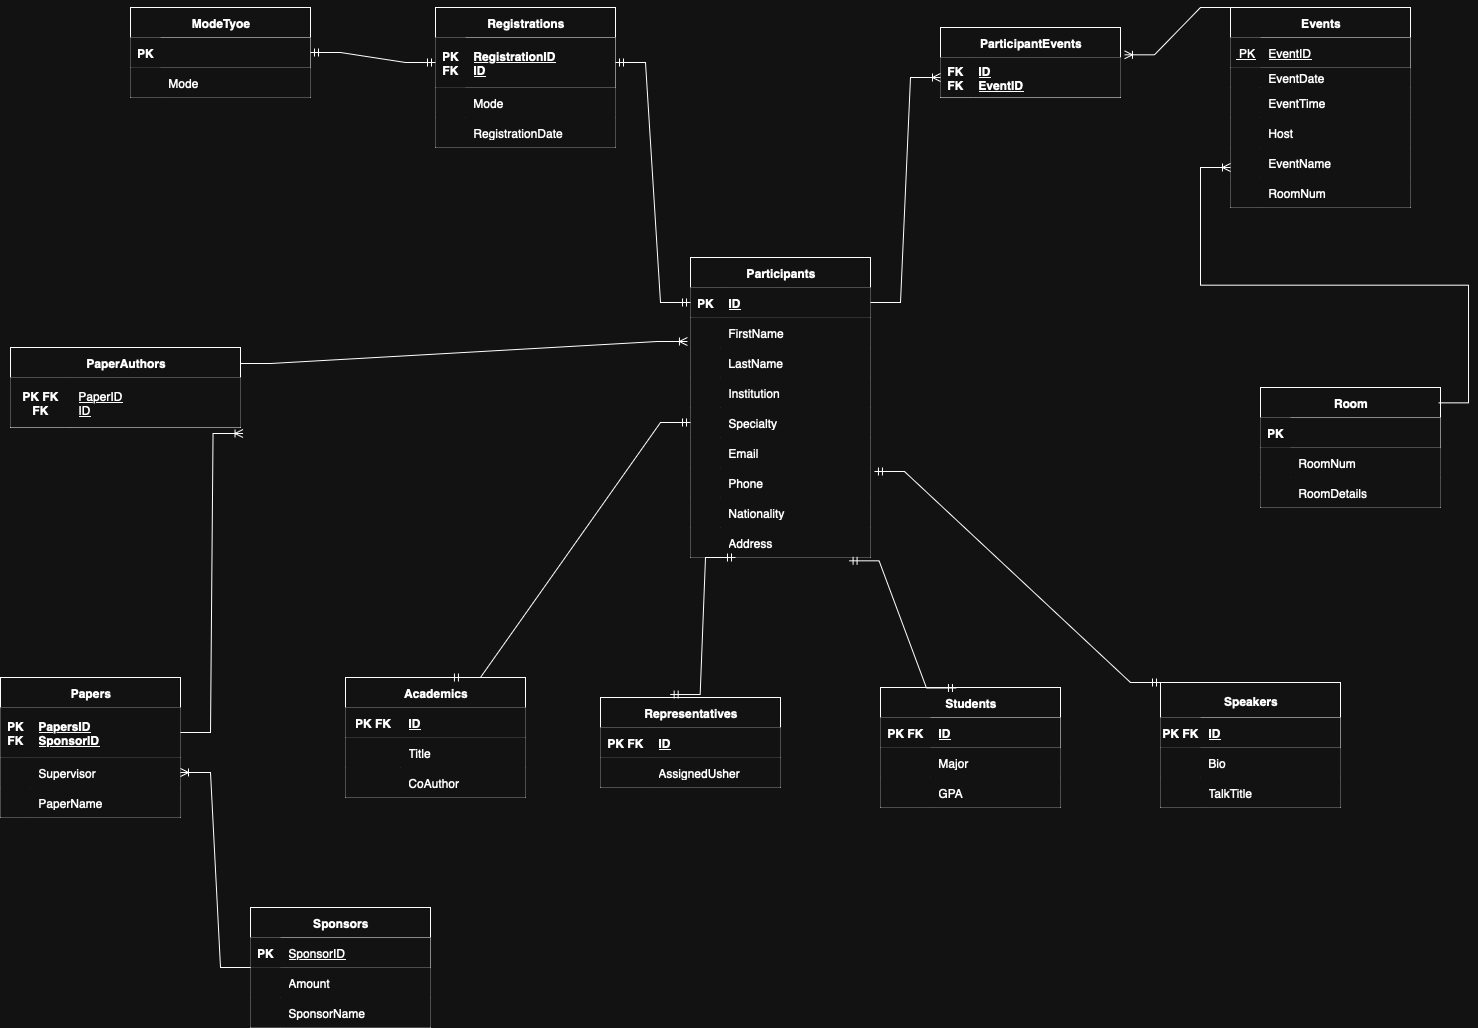 ModeTyoe
PK
Mode
Registrations
PK RegistrationID
FK ID
Mode
RegistrationDate
ParticipantEvents
FK ID
FK EventID
Events
PK EventID
EventDate
EventTime
Host
EventName
RoomNum
Participants
PK ID
FirstName
LastName
Institution
Specialty
Email
Phone
Nationality
Address
PaperAuthors
PK FK PaperID
FK ID
Room
PK
RoomNum
RoomDetails
Papers
PK PapersID
FK SponsorID
Supervisor
PaperName
Academics
PK FK ID
Title
CoAuthor
Representatives
PK FK ID
AssignedUsher
Students
PK FK ID
Major
GPA
Speakers
PK FK ID
Bio
TalkTitle
Sponsors
PK SponsorID
Amount
SponsorName